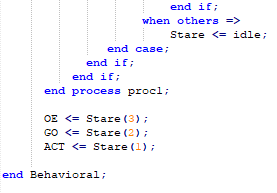 end if;
when others =>
Stare <= idle;
end case;
end if;
end if;
end process proc1;
OE <= Stare(3);
GO <= Stare(2);
ACT <= Stare(1);
end Behavioral;